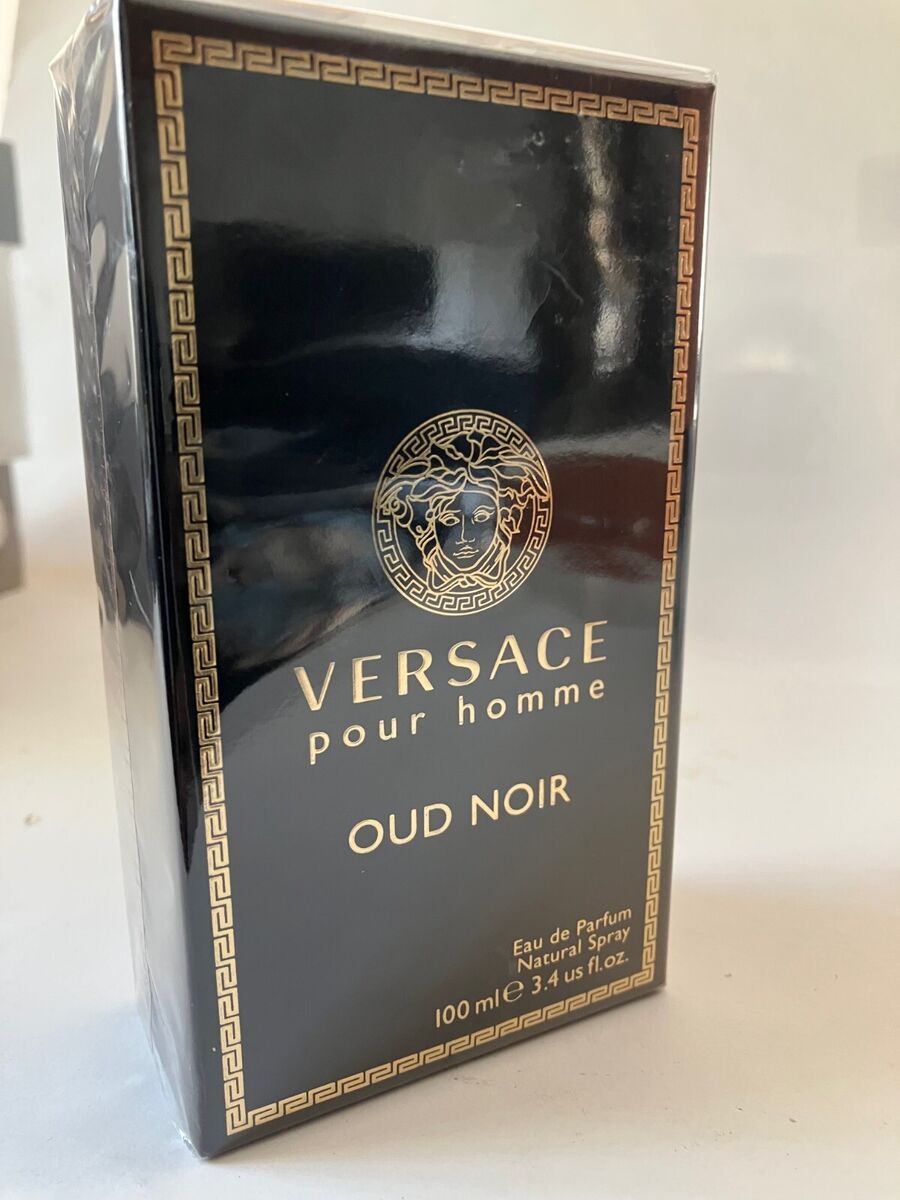 VERSACE
pour homme
OUD NOIR
Eau de Parfum
Natural Spray
100 ml e 3.4 us fl.oz.